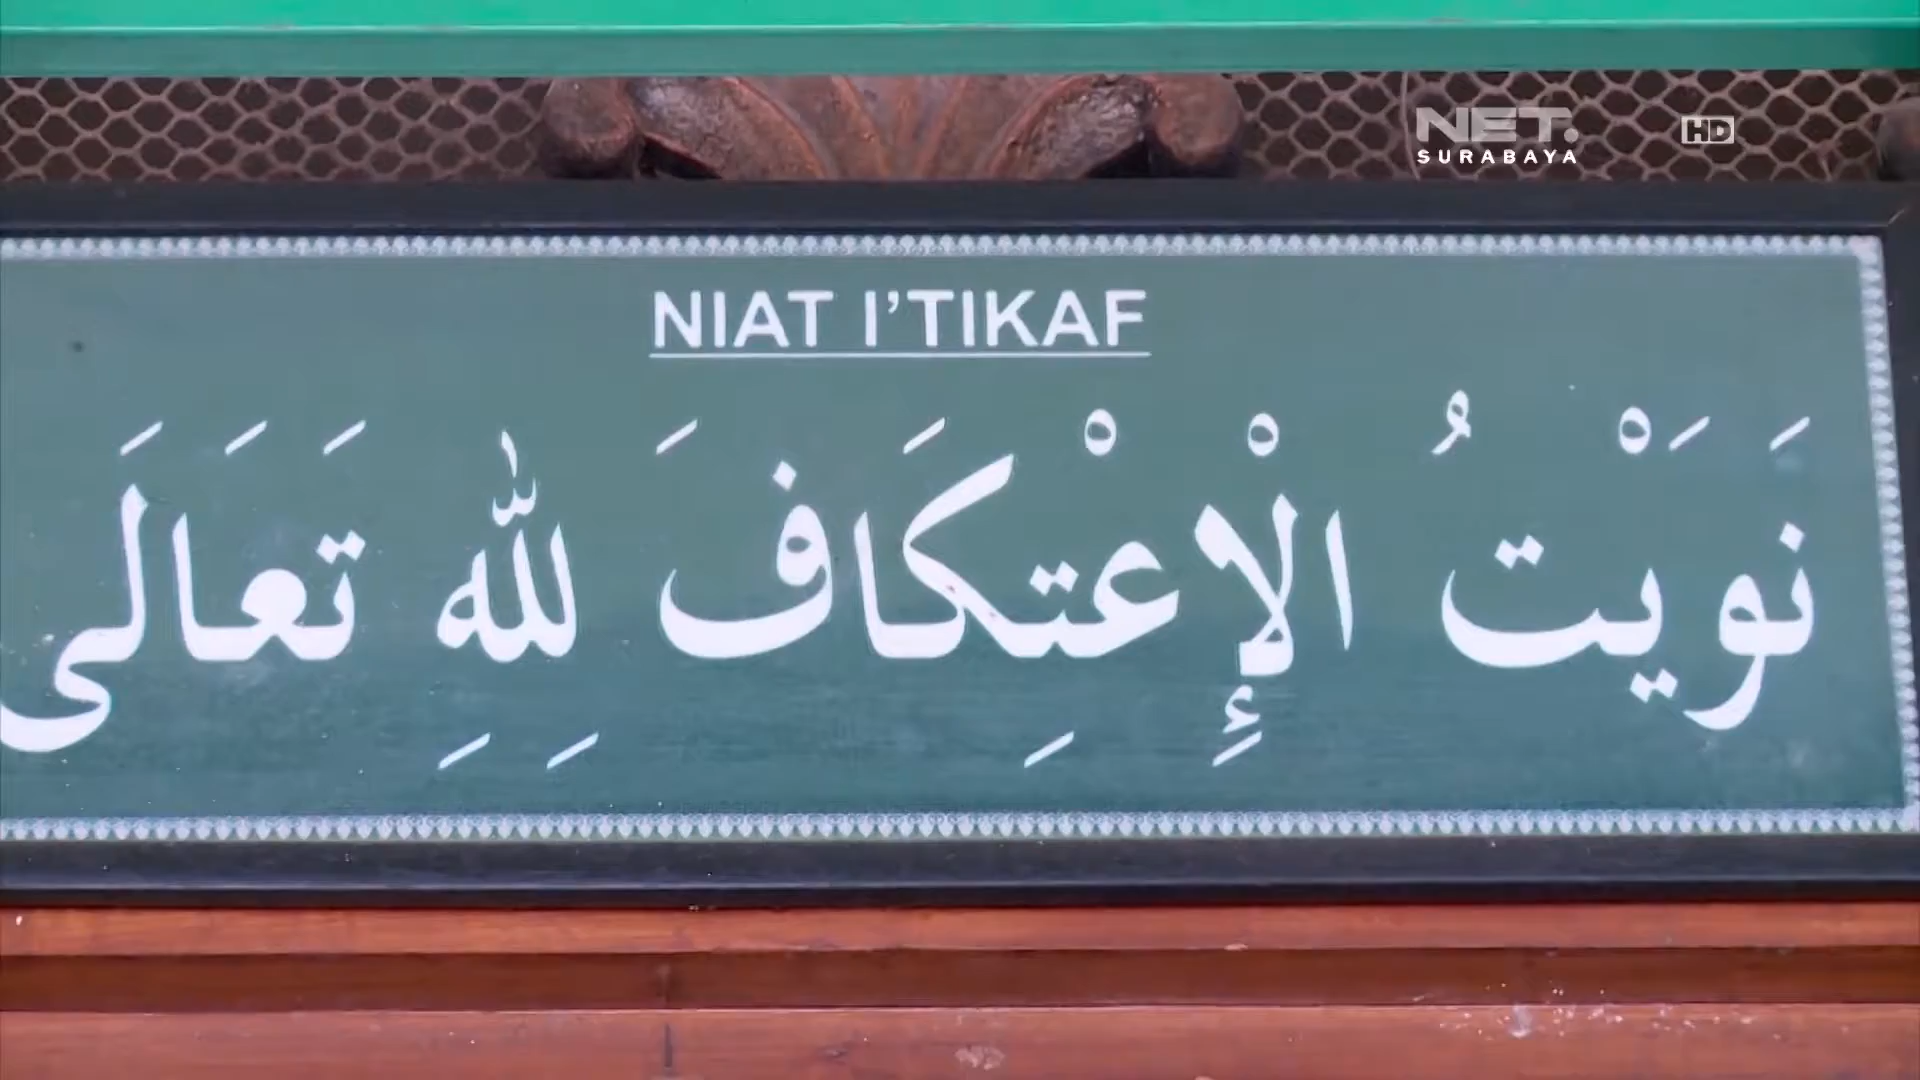 NET.
SURABAYA
HD
NIAT I'TIKAF
نَوَيْتُ الْإِعْتِكَافَ لِلّٰهِ تَعَالَى